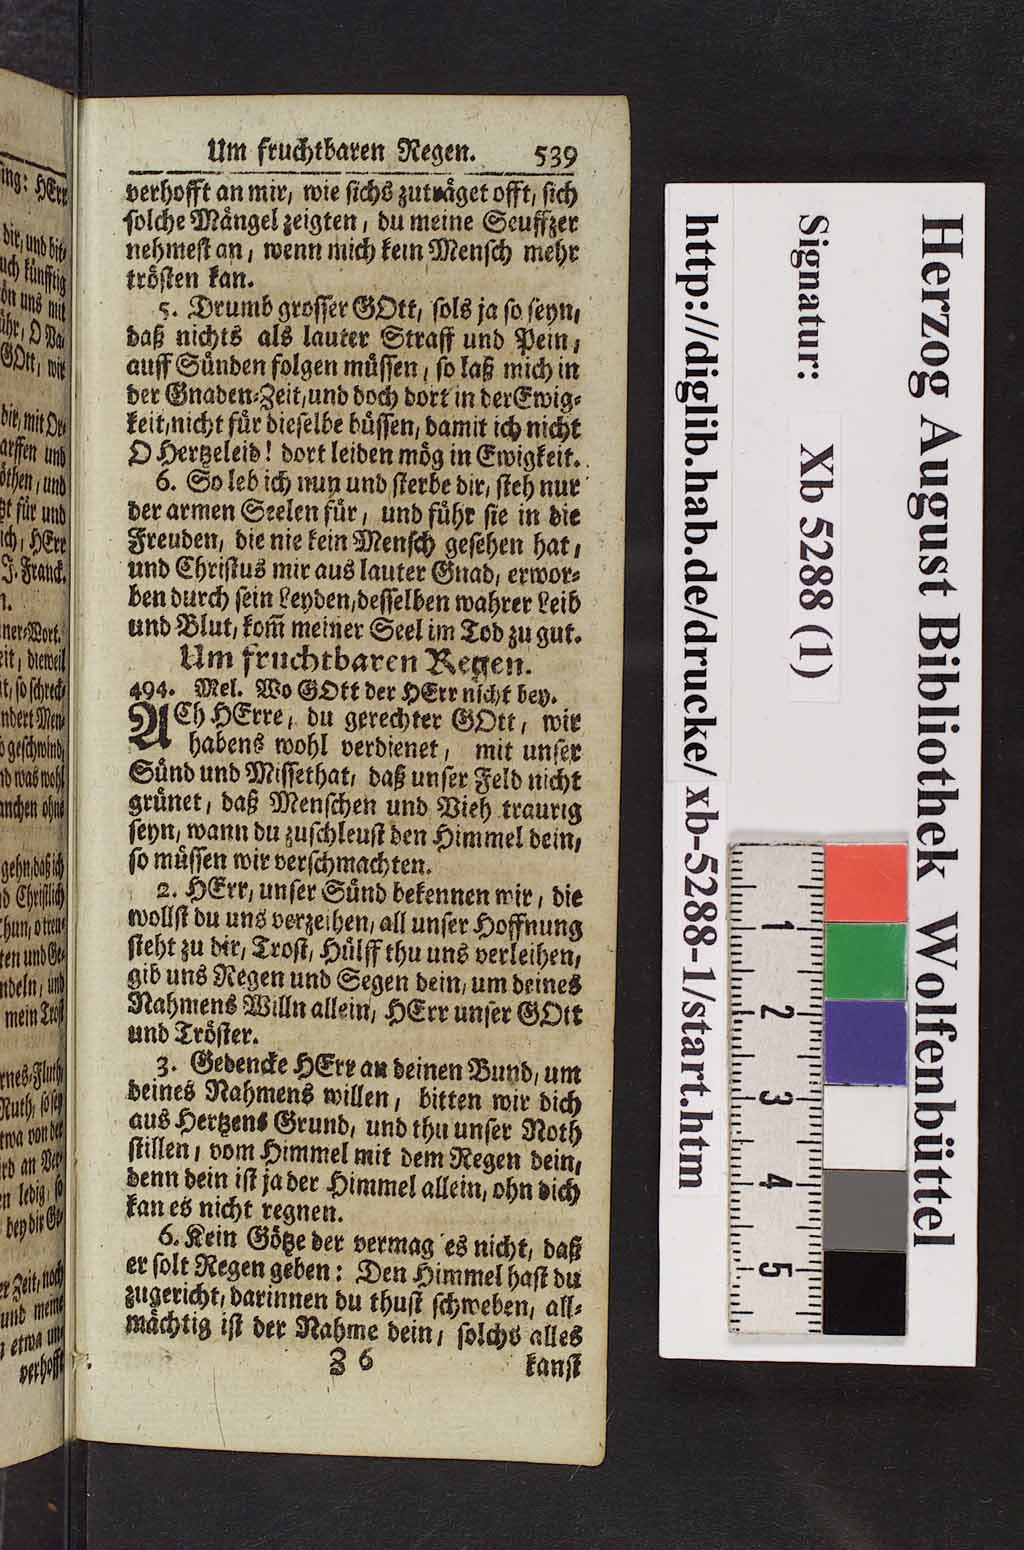 Um fruchtbaren Regen. 539
verhofft an mir, wie sichs zuträget offt, sich
solche Mängel zeigten, du meine Seuffzer
nehmest an, wenn mich kein Mensch mehr
trösten kan.
5. Drumb grosser GOtt, sols ja so seyn,
daß nichts als lauter Straff und Pein,
auff Sünden folgen müssen, so laß mich in
der Gnaden-Zeit, und doch dort in der Ewig-
keit, nicht für dieselbe büssen, damit ich nicht
O Hertzeleid! dort leiden mög in Ewigkeit.
6. So leb ich nun und sterbe dir, steh nur
der armen Seelen für, und führ sie in die
Freuden, die nie kein Mensch gesehen hat,
und Christus mir aus lauter Gnad, erwor-
ben durch sein Leyden, desselben wahrer Leib
und Blut, kom̃ meiner Seel im Tod zu gut.
Um fruchtbaren Regen.
494. Mel. Wo GOtt der HErr nicht bey.
ACh HErre, du gerechter GOtt, wir
habens wohl verdienet, mit unser
Sünd und Missethat, daß unser Feld nicht
grünet, daß Menschen und Vieh traurig
seyn, wann du zuschleust den Himmel dein,
so müssen wir verschmachten.
2. HErr, unser Sünd bekennen wir, die
wollst du uns verzeihen, all unser Hoffnung
steht zu dir, Trost, Hülff thu uns verleihen,
gib uns Regen und Segen dein, um deines
Nahmens Willn allein, HErr unser GOtt
und Tröster.
3. Gedencke HErr an deinen Bund, um
deines Nahmens willen, bitten wir dich
aus Hertzens Grund, und thu unser Noth
stillen, vom Himmel mit dem Regen dein,
denn dein ist ja der Himmel allein, ohn dich
kan es nicht regnen.
6. Kein Götze der vermag es nicht, daß
er solt Regen geben: Den Himmel hast du
zugericht, darinnen du thust schweben, all-
mächtig ist der Nahme dein, solchs alles
Z 6 kanst
Herzog August Bibliothek Wolfenbüttel
Signatur: Xb 5288 (1)
http://diglib.hab.de/drucke/xb-5288-1/start.htm
1
2
3
4
5